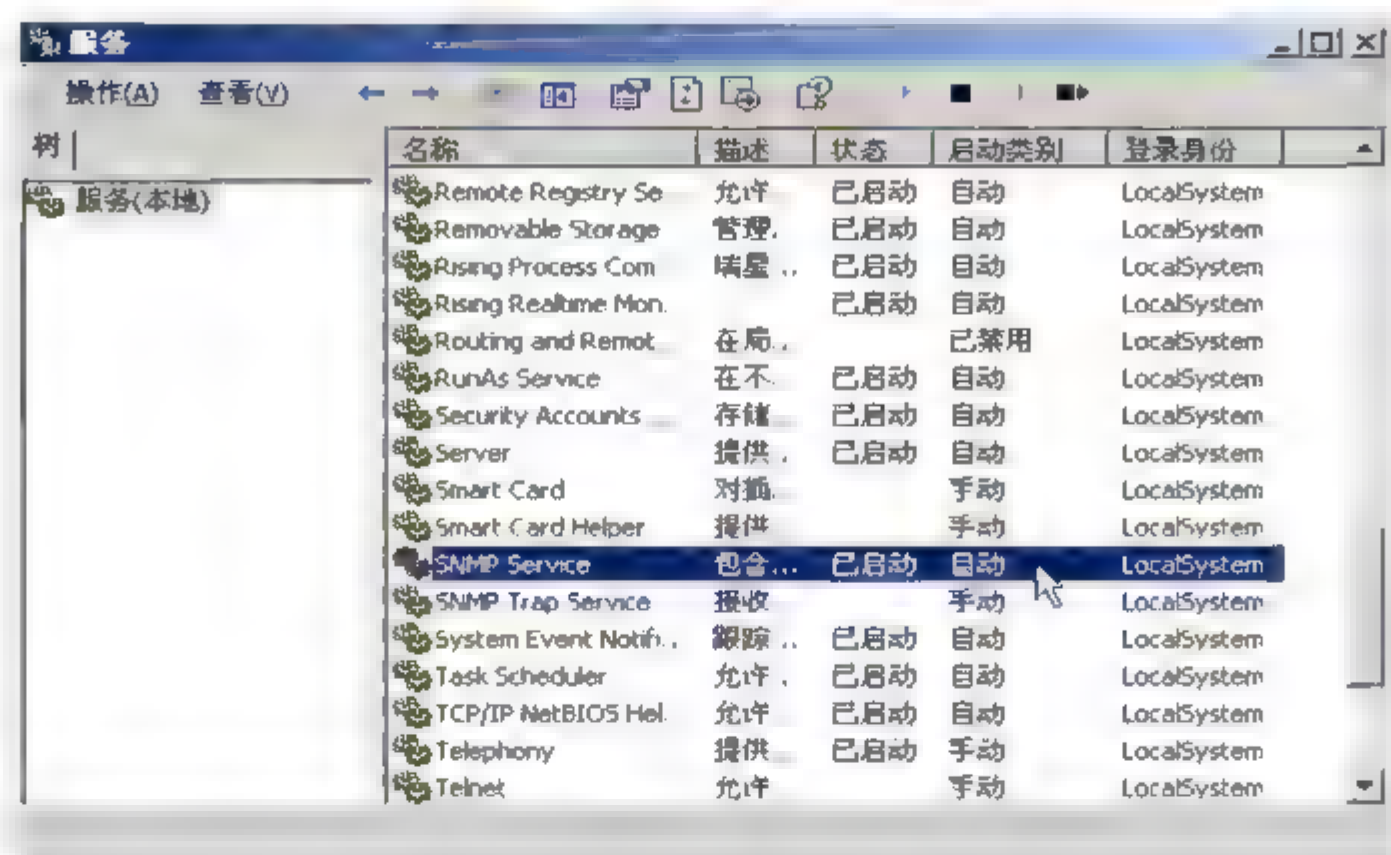 服务
操作(A) 查看(V)
树
服务(本地)
名称 描述 状态 启动类别 登录身份
Remote Registry Se 允许 已启动 自动 LocalSystem
Removable Storage 管理. 已启动 自动 LocalSystem
Rising Process Com 瑞星 .. 已启动 自动 LocalSystem
Rising Realtime Mon. 已启动 自动 LocalSystem
Routing and Remot 在局.. 已禁用 LocalSystem
RunAs Service 在不. 已启动 自动 LocalSystem
Security Accounts ... 存储... 已启动 自动 LocalSystem
Server 提供 . 已启动 自动 LocalSystem
Smart Card 对插. 手动 LocalSystem
Smart Card Helper 提供 手动 LocalSystem
SNMP Service 包含... 已启动 自动 LocalSystem
SNMP Trap Service 接收 手动 LocalSystem
System Event Notifi.. 跟踪 .. 已启动 自动 LocalSystem
Task Scheduler 允许 . 已启动 自动 LocalSystem
TCP/IP NetBIOS Hel. 允许 已启动 自动 LocalSystem
Telephony 提供... 已启动 手动 LocalSystem
Telnet 允许 手动 LocalSystem